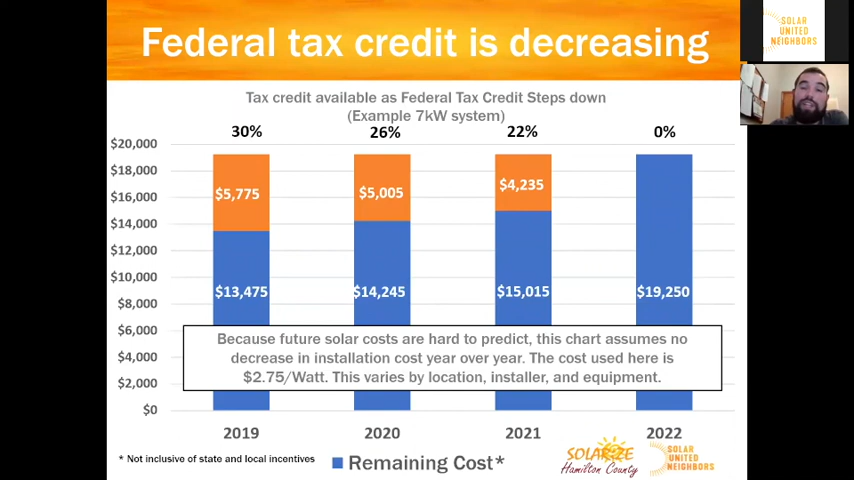 Federal tax credit is decreasing
SOLAR
UNITED
NEIGHBORS
Tax credit available as Federal Tax Credit Steps down
(Example 7kW system)
30% 26% 22% 0%
$20,000
$18,000
$16,000
$14,000
$12,000
$10,000
$8,000
$6,000
$4,000
$2,000
$0
$5,775 $5,005 $4,235
$13,475 $14,245 $15,015 $19,250
Because future solar costs are hard to predict, this chart assumes no
decrease in installation cost year over year. The cost used here is
$2.75/Watt. This varies by location, installer, and equipment.
2019 2020 2021 2022
* Not inclusive of state and local incentives
Remaining Cost*
SOLARIZE
Hamilton County
SOLAR
UNITED
NEIGHBORS